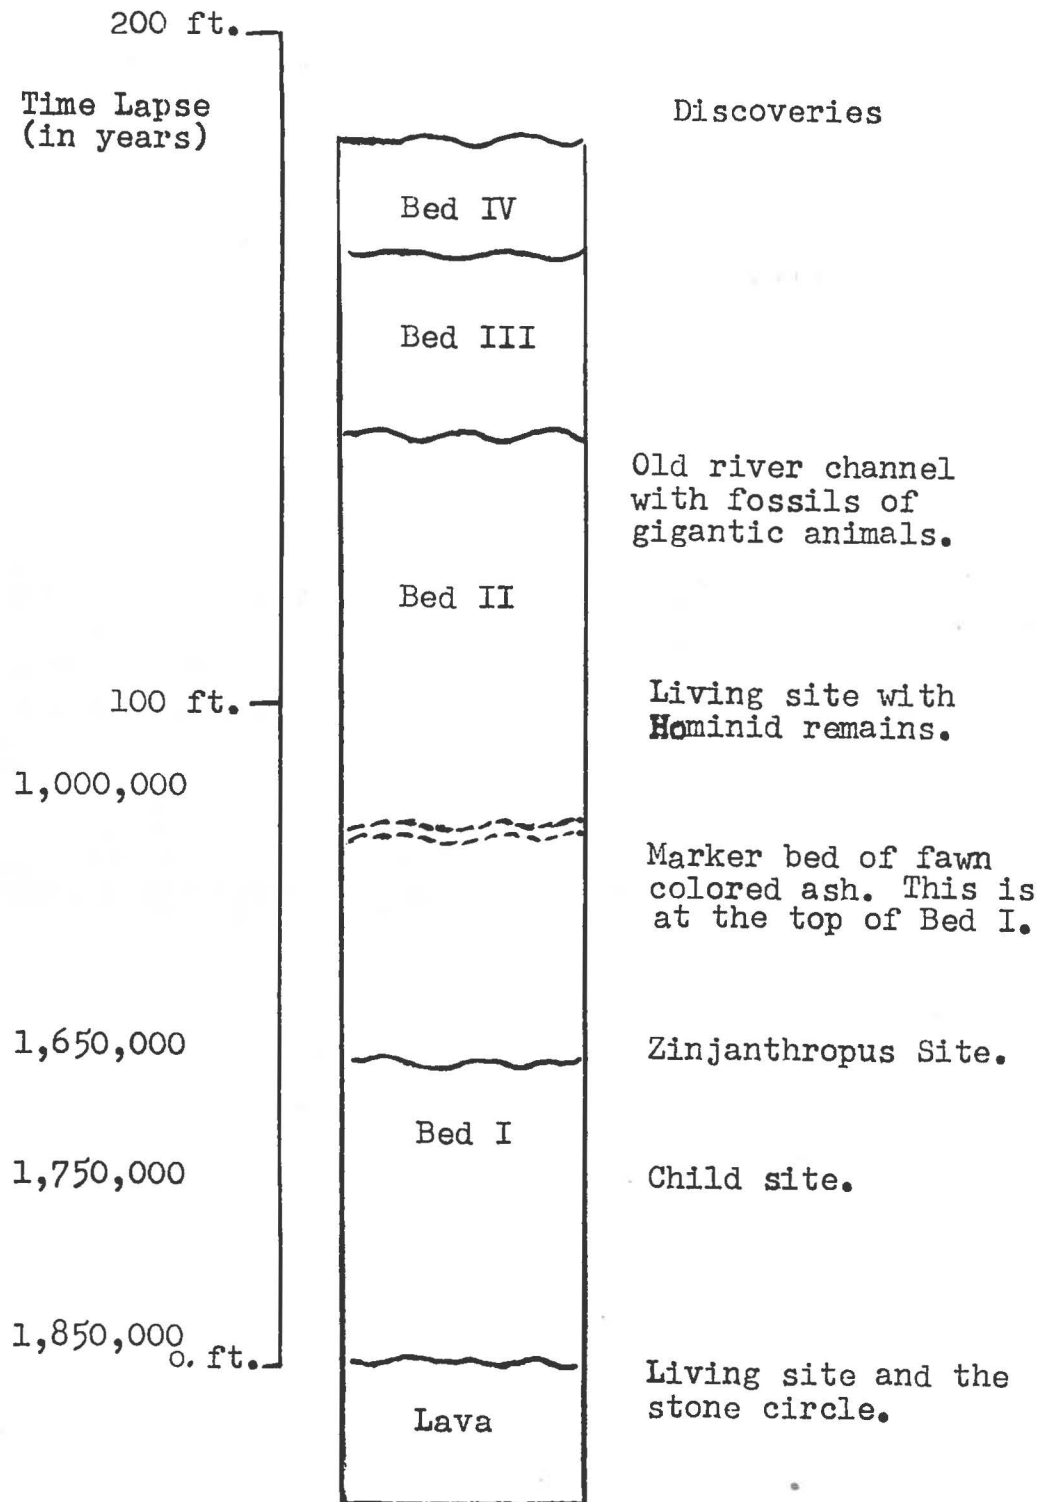 200 ft.
Time Lapse
(in years)
Discoveries
Bed IV
Bed III
Old river channel
with fossils of
gigantic animals.
Bed II
100 ft.
Living site with
Hominid remains.
1,000,000
Marker bed of fawn
colored ash. This is
at the top of Bed I.
1,650,000
Zinjanthropus Site.
Bed I
1,750,000
Child site.
1,850,000
0. ft.
Living site and the
stone circle.
Lava